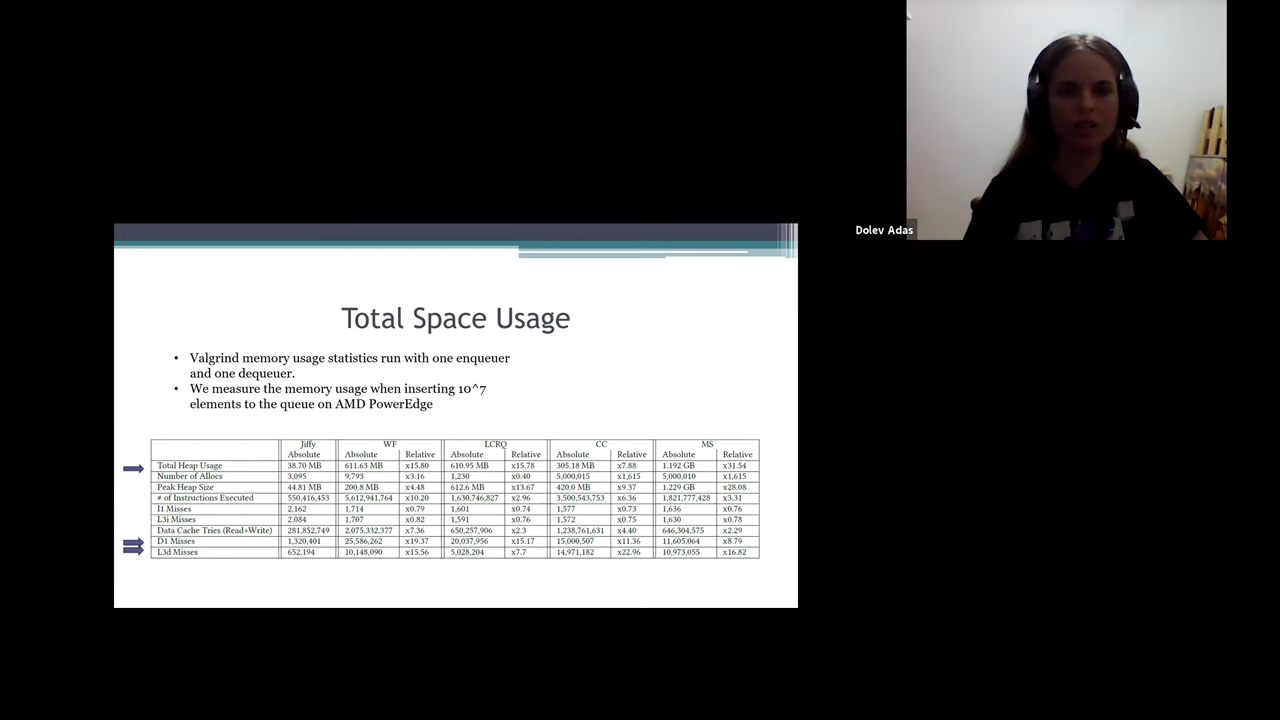 Dolev Adas
Total Space Usage
• Valgrind memory usage statistics run with one enqueuer
and one dequeuer.
• We measure the memory usage when inserting 10^7
elements to the queue on AMD PowerEdge
Jiffy WF LCRQ CC MS
Absolute Absolute Relative Absolute Relative Absolute Relative Absolute Relative
Total Heap Usage 38.70 MB 611.63 MB x15.80 610.95 MB x15.78 305.18 MB x7.88 1.192 GB x31.54
Number of Allocs 3,095 9,793 x3.16 1,230 x0.40 5,000,015 x1,615 5,000,010 x1,615
Peak Heap Size 44.81 MB 200.8 MB x4.48 612.6 MB x13.67 420.0 MB x9.37 1.229 GB x28.08
# of Instructions Executed 550,416,453 5,612,941,764 x10.20 1,630,746,827 x2.96 3,500,543,753 x6.36 1,821,777,428 x3.31
I1 Misses 2,162 1,714 x0.79 1,601 x0.74 1,577 x0.73 1,636 x0.76
L3i Misses 2,084 1,707 x0.82 1,591 x0.76 1,572 x0.75 1,630 x0.78
Data Cache Tries (Read+Write) 281,852,749 2,075,332,377 x7.36 650,257,906 x2.3 1,238,761,631 x4.40 646,304,575 x2.29
D1 Misses 1,320,401 25,586,262 x19.37 20,037,956 x15.17 15,000,507 x11.36 11,605,064 x8.79
L3d Misses 652,194 10,148,090 x15.56 5,028,204 x7.7 14,971,182 x22.96 10,973,055 x16.82